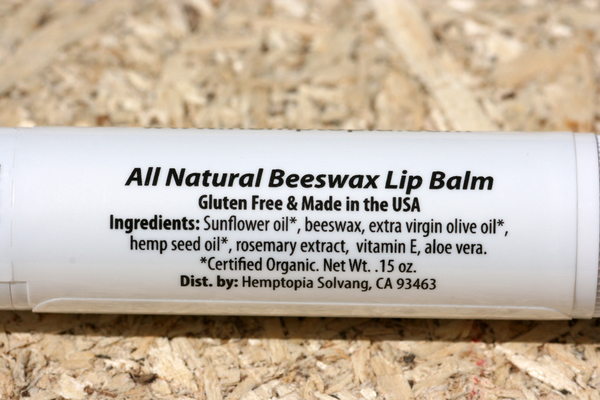 All Natural Beeswax Lip Balm
Gluten Free & Made in the USA
Ingredients: Sunflower oil*, beeswax, extra virgin olive oil*,
hemp seed oil*, rosemary extract, vitamin E, aloe vera.
*Certified Organic. Net Wt. .15 oz.
Dist. by: Hemptopia Solvang, CA 93463